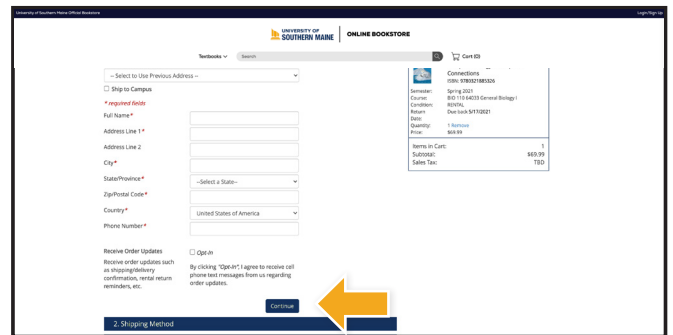 University of Southern Maine Official Bookstore
Login/Sign Up
UNIVERSITY OF
SOUTHERN MAINE
ONLINE BOOKSTORE
Textbooks
Search
Cart (0)
-- Select to Use Previous Address --
Ship to Campus
* required fields
Full Name*
Address Line 1*
Address Line 2
City*
State/Province*
--Select a State--
Zip/Postal Code*
Country*
United States of America
Phone Number*
Receive Order Updates
Receive order updates such
as shipping/delivery
confirmation, rental return
reminders, etc.
Opt-in
By clicking "Opt-In", I agree to receive cell
phone text messages from us regarding
order updates.
Continue
2. Shipping Method
Connections
ISBN: 9780321885326
Semester: Spring 2021
Course: BIO 110 64033 General Biology I
Condition: RENTAL
Return Date: Due back 5/17/2021
Quantity: 1 Remove
Price: $69.99
Items in Cart: 1
Subtotal: $69.99
Sales Tax: TBD